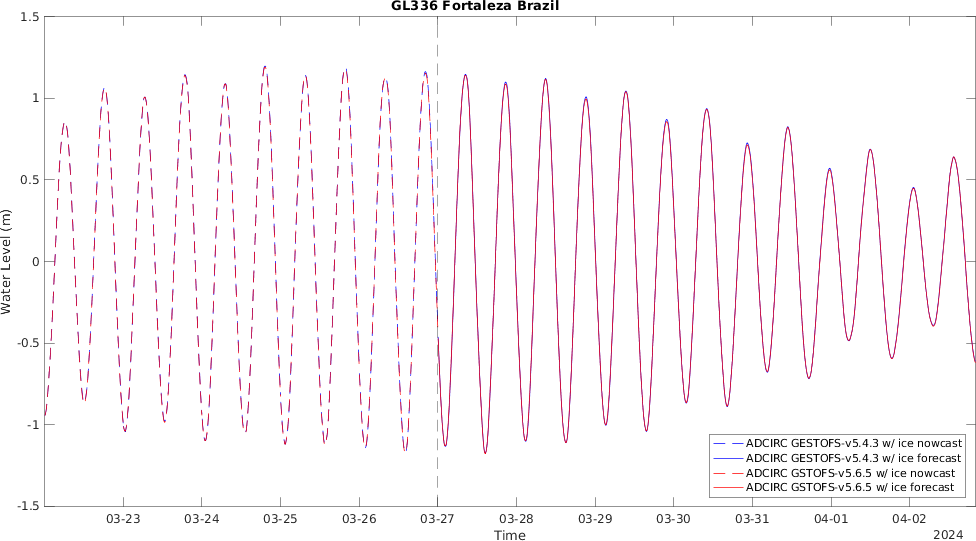 GL336 Fortaleza Brazil
1.5
1
0.5
0
-0.5
-1
-1.5
Water Level (m)
03-23 03-24 03-25 03-26 03-27 03-28 03-29 03-30 03-31 04-01 04-02
Time
2024
ADCIRC GESTOFS-v5.4.3 w/ ice nowcast
ADCIRC GESTOFS-v5.4.3 w/ ice forecast
ADCIRC GSTOFS-v5.6.5 w/ ice nowcast
ADCIRC GSTOFS-v5.6.5 w/ ice forecast